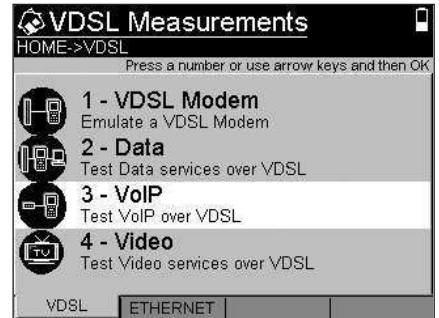 VDSL Measurements
HOME->VDSL
Press a number or use arrow keys and then OK
1 - VDSL Modem
Emulate a VDSL Modem
2 - Data
Test Data services over VDSL
3 - VoIP
Test VoIP over VDSL
4 - Video
TV
Test Video services over VDSL
VDSL ETHERNET